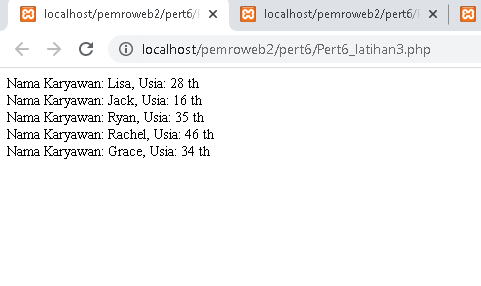 localhost/pemroweb2/pert6/ localhost/pemroweb2/pert6/
localhost/pemroweb2/pert6/Pert6_latihan3.php
Nama Karyawan: Lisa, Usia: 28 th
Nama Karyawan: Jack, Usia: 16 th
Nama Karyawan: Ryan, Usia: 35 th
Nama Karyawan: Rachel, Usia: 46 th
Nama Karyawan: Grace, Usia: 34 th